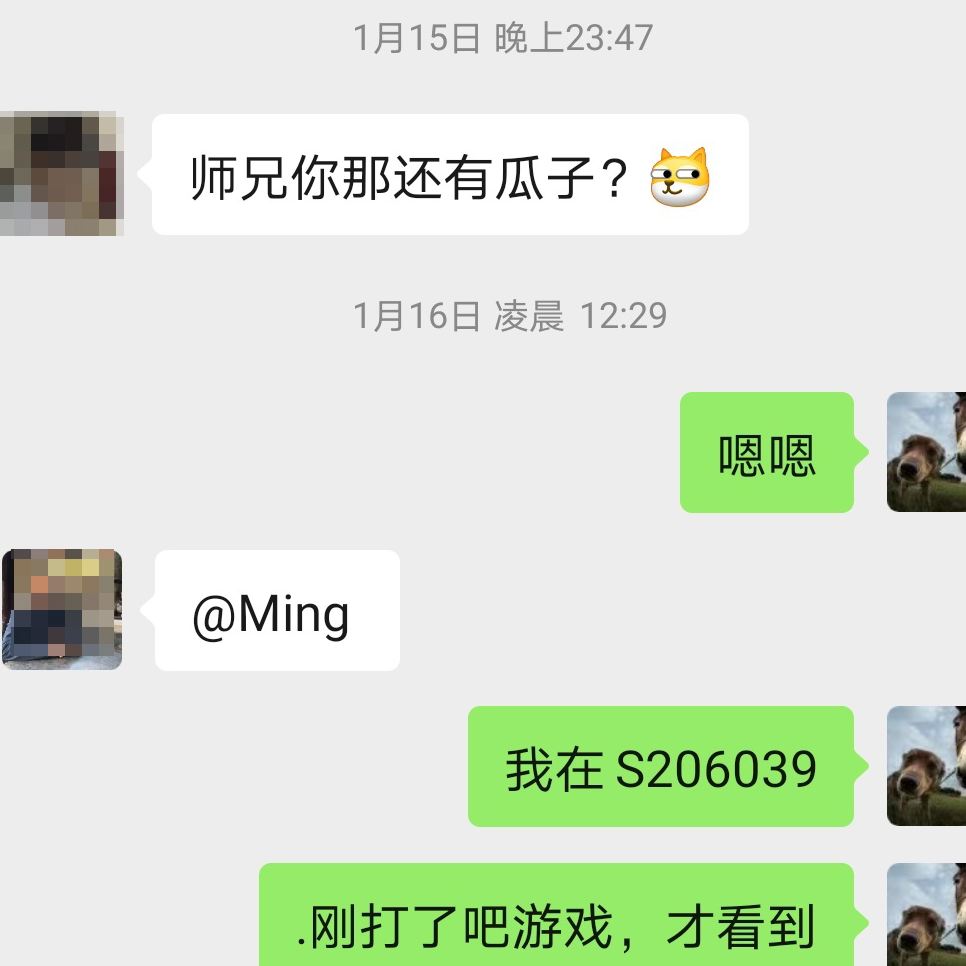 1月15日 晚上23:47
师兄你那还有瓜子?
1月16日 凌晨 12:29
嗯嗯
@Ming
我在 S206039
.刚打了吧游戏，才看到